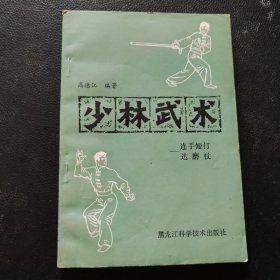 高德江 编著
少林武术
—连手短打
达磨杖
黑龙江科学技术出版社